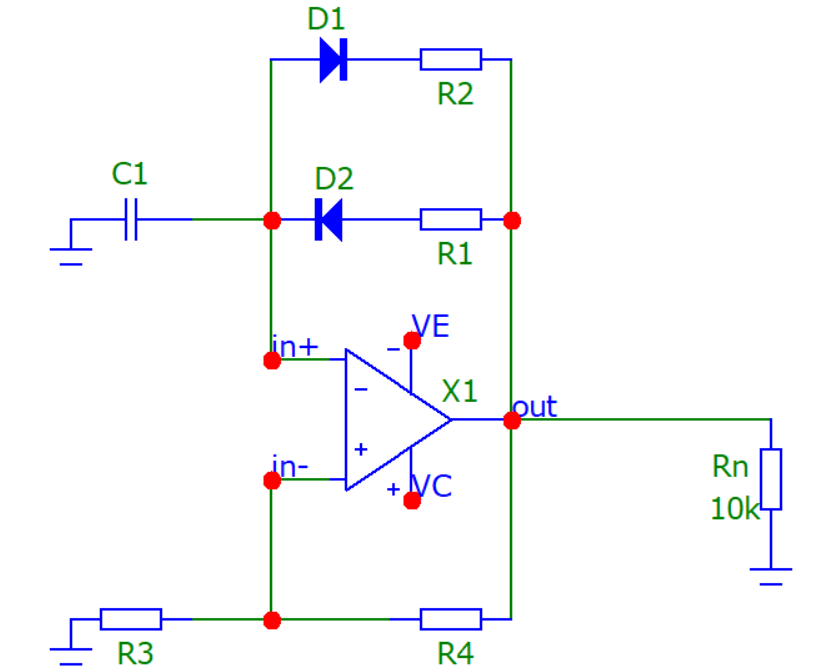 D1
R2
C1
D2
R1
in+
VE
−
−
X1
out
+
in-
+
VC
Rn
10k
R3
R4